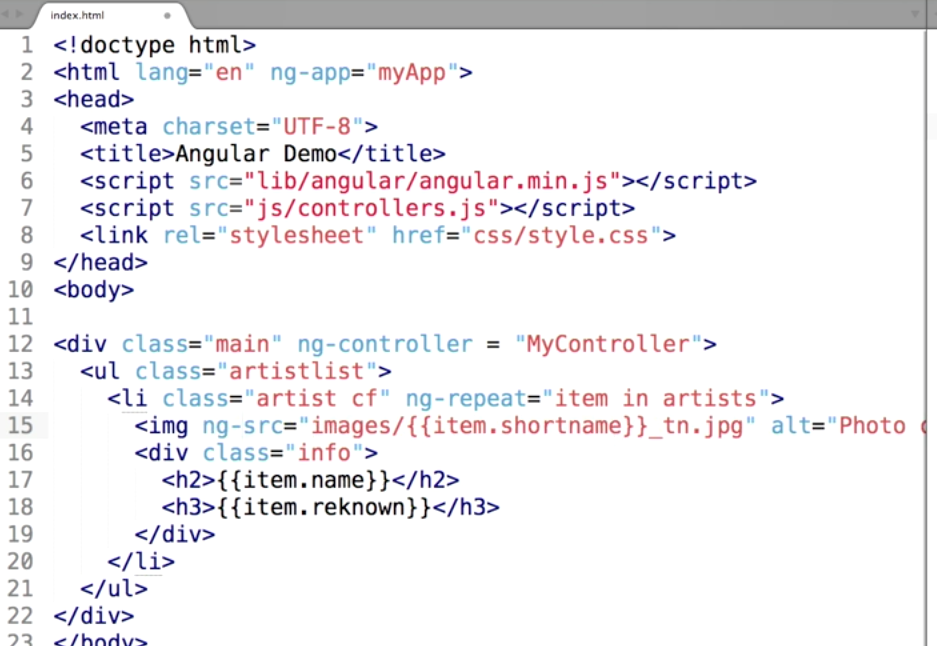 index.html
1 <!doctype html>
2 <html lang="en" ng-app="myApp">
3 <head>
4   <meta charset="UTF-8">
5   <title>Angular Demo</title>
6   <script src="lib/angular/angular.min.js"></script>
7   <script src="js/controllers.js"></script>
8   <link rel="stylesheet" href="css/style.css">
9 </head>
10 <body>
11
12 <div class="main" ng-controller = "MyController">
13   <ul class="artistlist">
14     <li class="artist cf" ng-repeat="item in artists">
15       <img ng-src="images/{{item.shortname}}_tn.jpg" alt="Photo
16       <div class="info">
17         <h2>{{item.name}}</h2>
18         <h3>{{item.reknown}}</h3>
19       </div>
20     </li>
21   </ul>
22 </div>
23 </body>